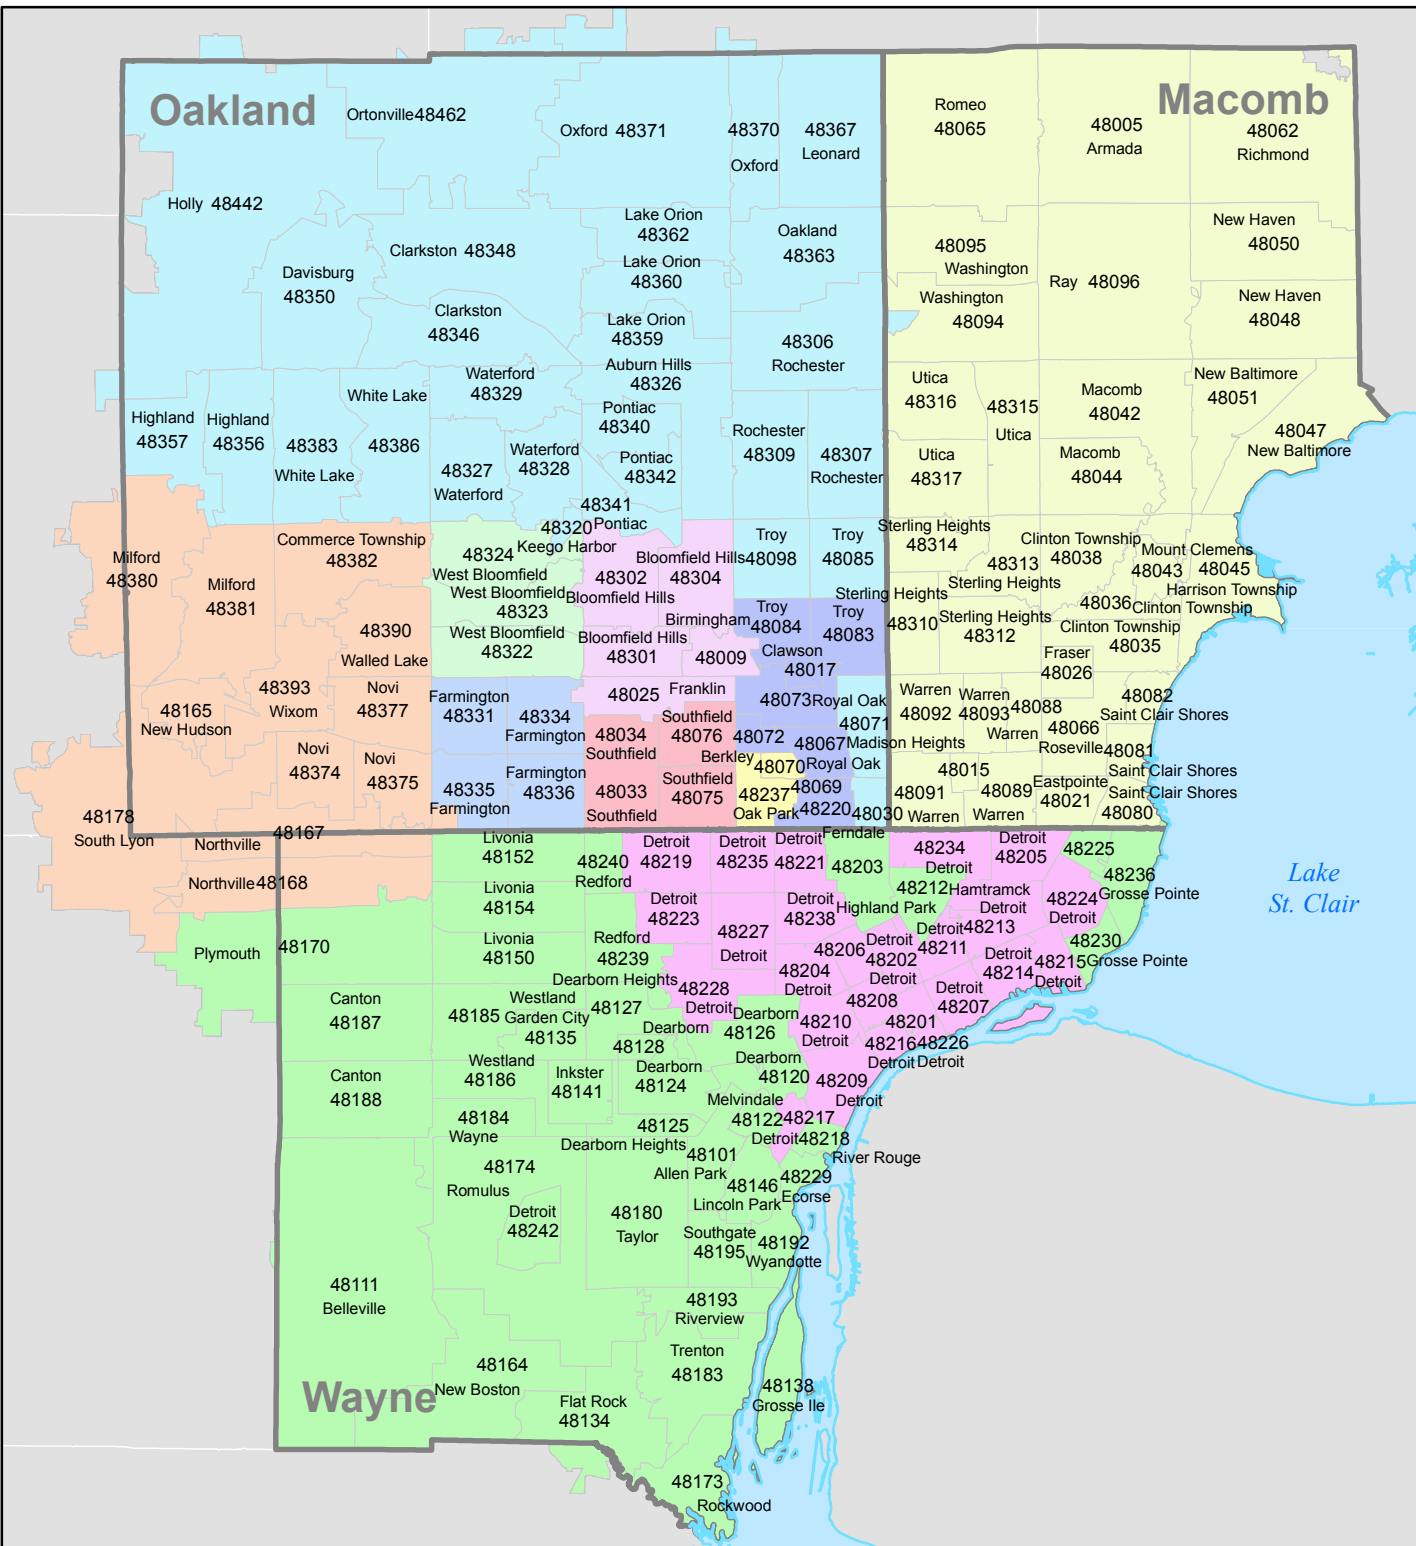 Oakland
Macomb
Ortonville 48462
Oxford 48371
48370
Oxford
48367
Leonard
Romeo
48065
48005
Armada
48062
Richmond
Holly 48442
Lake Orion
48362
Clarkston 48348
Oakland
48363
48095
Washington
New Haven
48050
Davisburg
48350
Lake Orion
48360
Ray 48096
Clarkston
48346
Lake Orion
48359
Washington
48094
New Haven
48048
48306
Rochester
Auburn Hills
48326
Waterford
48329
White Lake
48386
Utica
48316
48315
Utica
Macomb
48042
New Baltimore
48051
Highland
48357
Highland
48356
48383
White Lake
Pontiac
48340
Rochester
48309
48307
Rochester
48047
New Baltimore
48327
Waterford
Waterford
48328
Pontiac
48342
Utica
48317
Macomb
48044
48341
Pontiac
48320
Keego Harbor
Milford
48380
Milford
48381
Commerce Township
48382
48324
West Bloomfield
48302
Bloomfield Hills
Bloomfield Hills
48304
Troy
48098
Troy
48085
Sterling Heights
48314
48313
Sterling Heights
Clinton Township
48038
Mount Clemens
48043
48045
Harrison Township
West Bloomfield
48323
Birmingham
48009
Troy
48084
Troy
48083
Sterling Heights
48310
Sterling Heights
48312
48036
Clinton Township
48390
Walled Lake
West Bloomfield
48322
Bloomfield Hills
48301
Clawson
48017
Clinton Township
48035
Fraser
48026
48165
New Hudson
48393
Wixom
Novi
48377
Farmington
48331
48334
Farmington
48025 Franklin
48073 Royal Oak
48071
Madison Heights
Warren
48092
Warren
48093
48088
Warren
48066
Roseville
48082
Saint Clair Shores
48034
Southfield
Southfield
48076
48072
Berkley
48067
Royal Oak
48081
Saint Clair Shores
Novi
48374
Novi
48375
48335
Farmington
Farmington
48336
48033
Southfield
Southfield
48075
48070
48237
Oak Park
48069
48220
Ferndale
48030
48015
48091
Warren
48089
Warren
Eastpointe
48021
Saint Clair Shores
48080
48178
South Lyon
48167
Northville
Northville 48168
Livonia
48152
48240
Redford
Detroit
48219
Detroit
48235
Detroit
48221
48203
Highland Park
48234
Detroit
Detroit
48205
48225
48236
Grosse Pointe
Livonia
48154
48212
Hamtramck
48224
Detroit
Detroit
48223
48227
Detroit
Detroit
48238
Detroit
48211
Detroit
48213
Plymouth 48170
Livonia
48150
Redford
48239
48206
Detroit
Detroit
48202
48230
Grosse Pointe
Dearborn Heights
48127
48228
Detroit
48204
Detroit
Detroit
48214
48215
Detroit
Canton
48187
48185
Westland
Garden City
48135
Dearborn
48128
Dearborn
48126
48210
Detroit
48208
48201
Detroit
48207
Lake
St. Clair
Canton
48188
Westland
48186
Inkster
48141
Dearborn
48124
Dearborn
48120
48216
Detroit
48226
Detroit
48209
Detroit
48184
Wayne
48125
Dearborn Heights
Melvindale
48122
48217
Detroit
48218
River Rouge
48174
Romulus
48101
Allen Park
48146
Lincoln Park
48229
Ecorse
Detroit
48242
48180
Taylor
Southgate
48195
48192
Wyandotte
48111
Belleville
48193
Riverview
48164
New Boston
Trenton
48183
48138
Grosse Ile
Wayne
Flat Rock
48134
48173
Rockwood